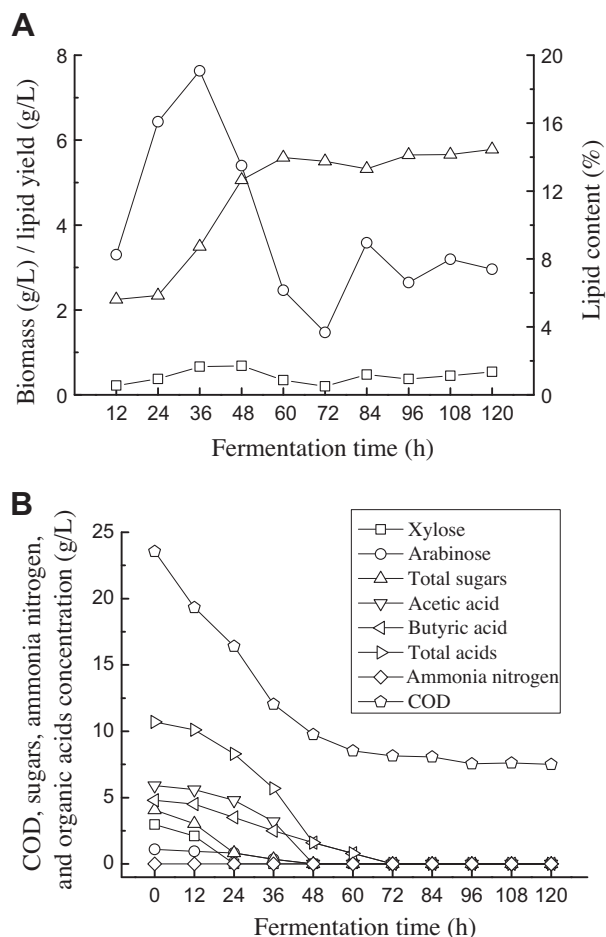 A
Biomass (g/L) / lipid yield (g/L)
8
6
4
2
0
Lipid content (%)
20
16
12
8
4
0
12 24 36 48 60 72 84 96 108 120
Fermentation time (h)
B
COD, sugars, ammonia nitrogen,
and organic acids concentration (g/L)
25
20
15
10
5
0
Xylose
Arabinose
Total sugars
Acetic acid
Butyric acid
Total acids
Ammonia nitrogen
COD
0 12 24 36 48 60 72 84 96 108 120
Fermentation time (h)